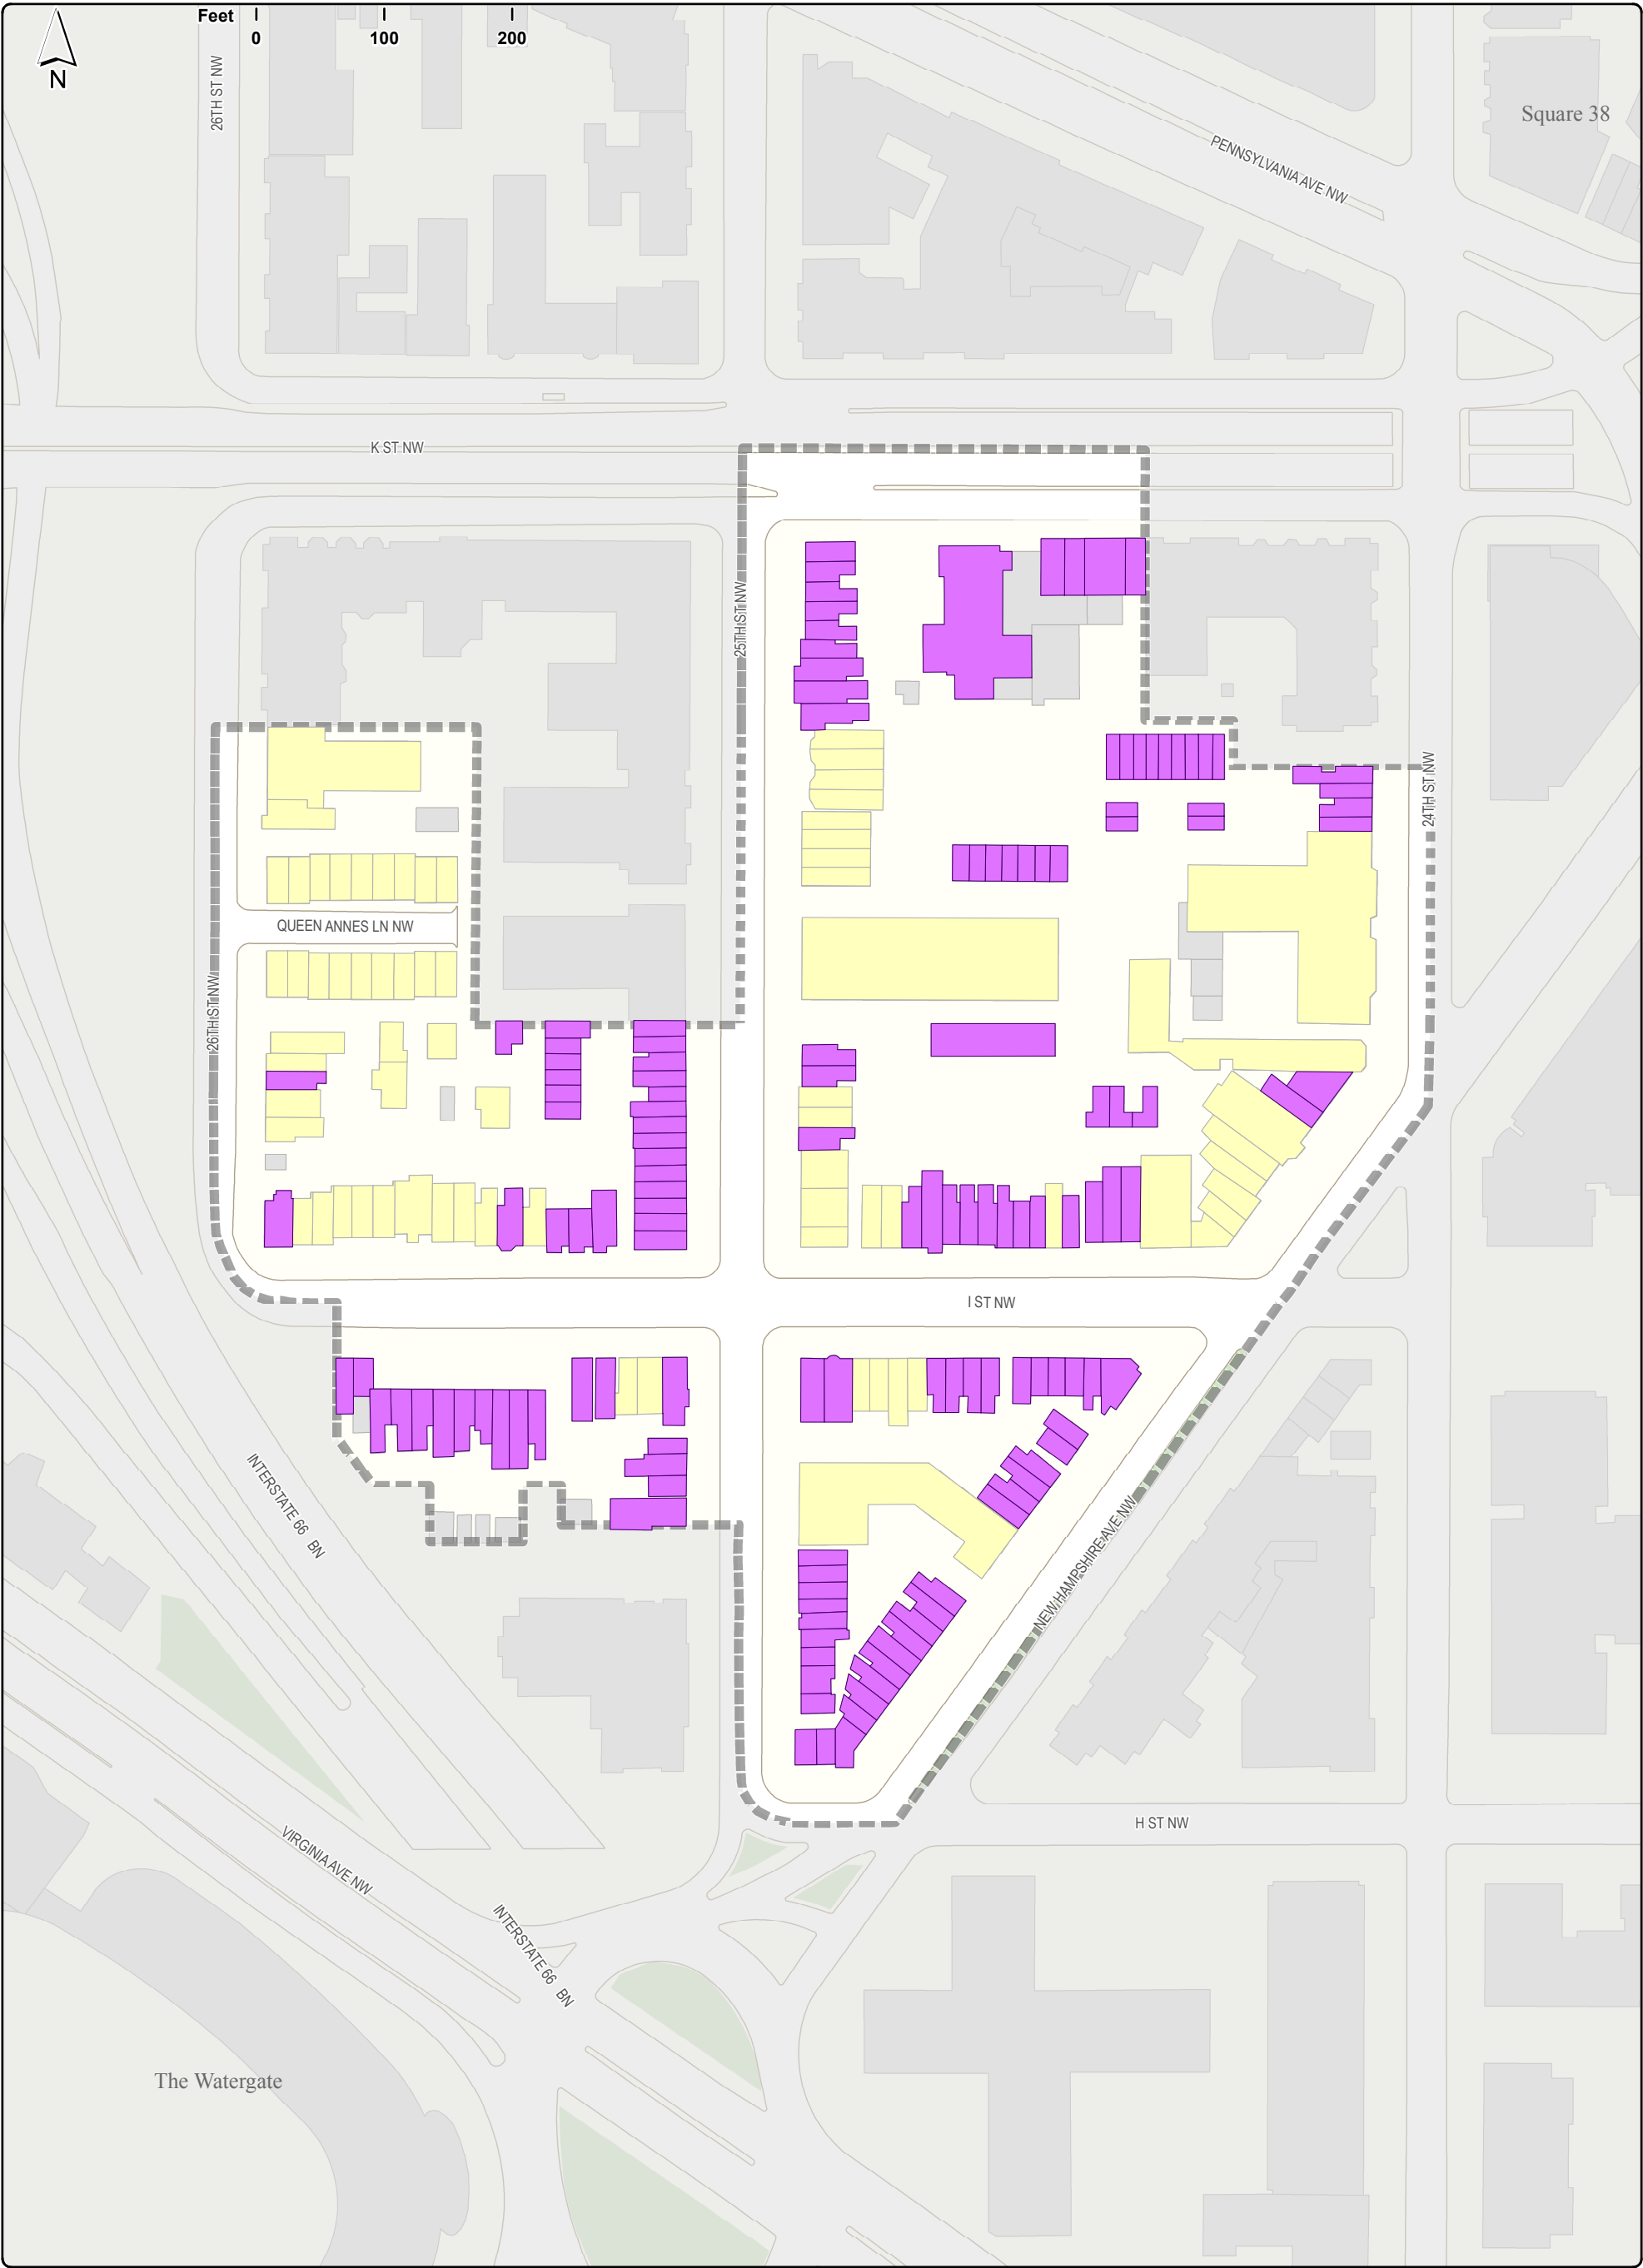 Feet
0 100 200
N
26TH ST NW
Square 38
PENNSYLVANIA AVE NW
K ST NW
25TH ST NW
24TH ST NW
QUEEN ANNES LN NW
26TH ST NW
I ST NW
INTERSTATE 66 BN
NEW HAMPSHIRE AVE NW
H ST NW
VIRGINIA AVE NW
INTERSTATE 66 BN
The Watergate